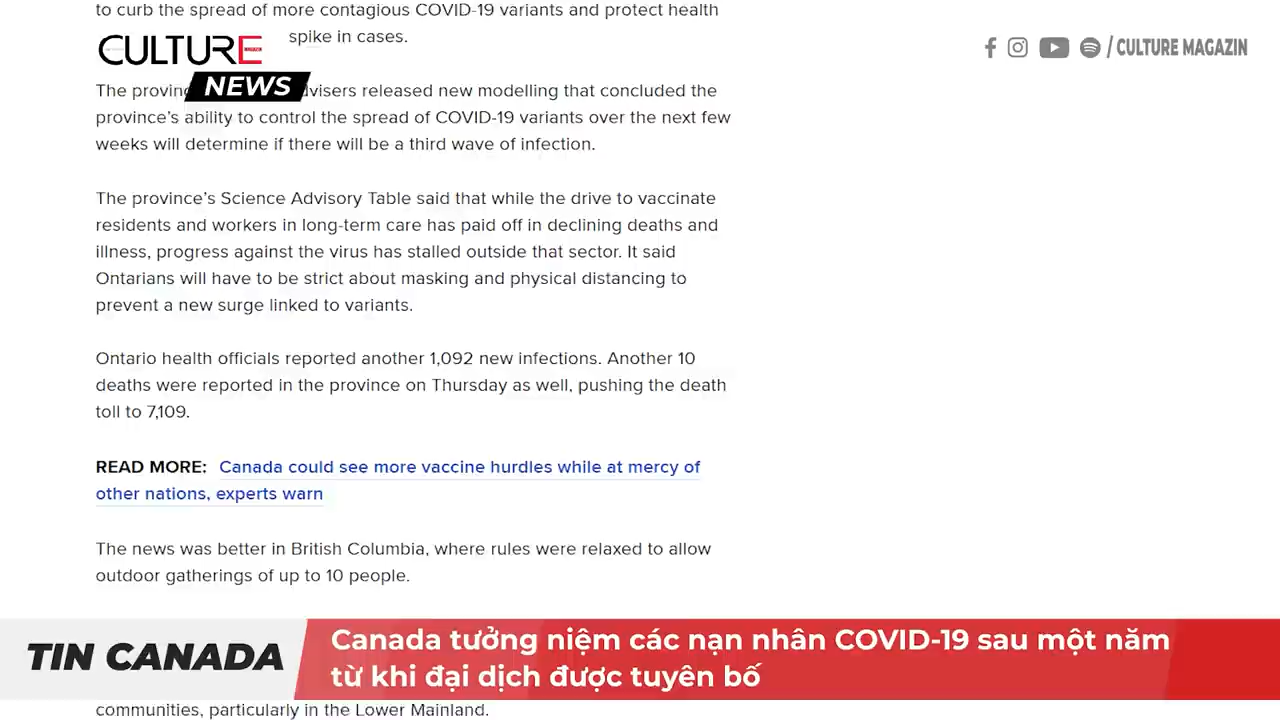 to curb the spread of more contagious COVID-19 variants and protect health
CULTURE
spike in cases.
/ CULTURE MAGAZIN
NEWS
The provin visers released new modelling that concluded the
province's ability to control the spread of COVID-19 variants over the next few
weeks will determine if there will be a third wave of infection.
The province's Science Advisory Table said that while the drive to vaccinate
residents and workers in long-term care has paid off in declining deaths and
illness, progress against the virus has stalled outside that sector. It said
Ontarians will have to be strict about masking and physical distancing to
prevent a new surge linked to variants.
Ontario health officials reported another 1,092 new infections. Another 10
deaths were reported in the province on Thursday as well, pushing the death
toll to 7,109.
READ MORE: Canada could see more vaccine hurdles while at mercy of
other nations, experts warn
The news was better in British Columbia, where rules were relaxed to allow
outdoor gatherings of up to 10 people.
TIN CANADA
Canada tưởng niệm các nạn nhân COVID-19 sau một năm
từ khi đại dịch được tuyên bố
communities, particularly in the Lower Mainland.